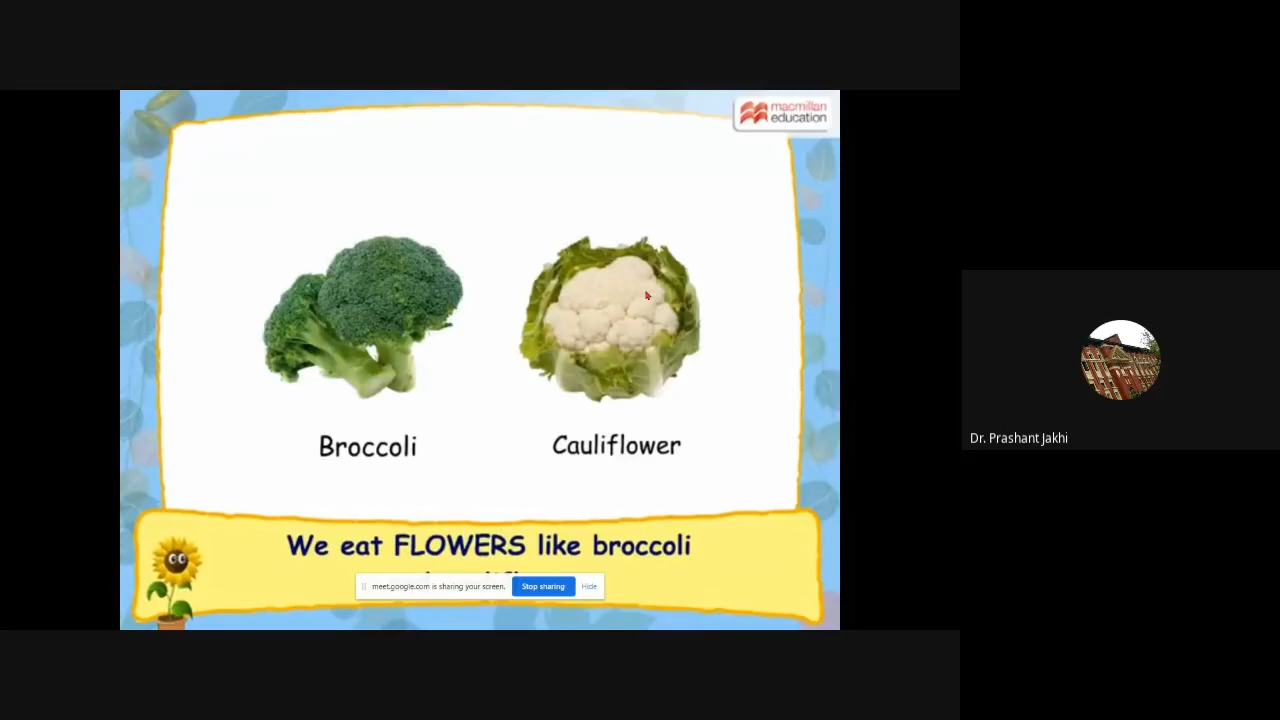 macmillan
education
Broccoli
Cauliflower
We eat FLOWERS like broccoli
meet.google.com is sharing your screen.
Stop sharing
Hide
Dr. Prashant Jakhi